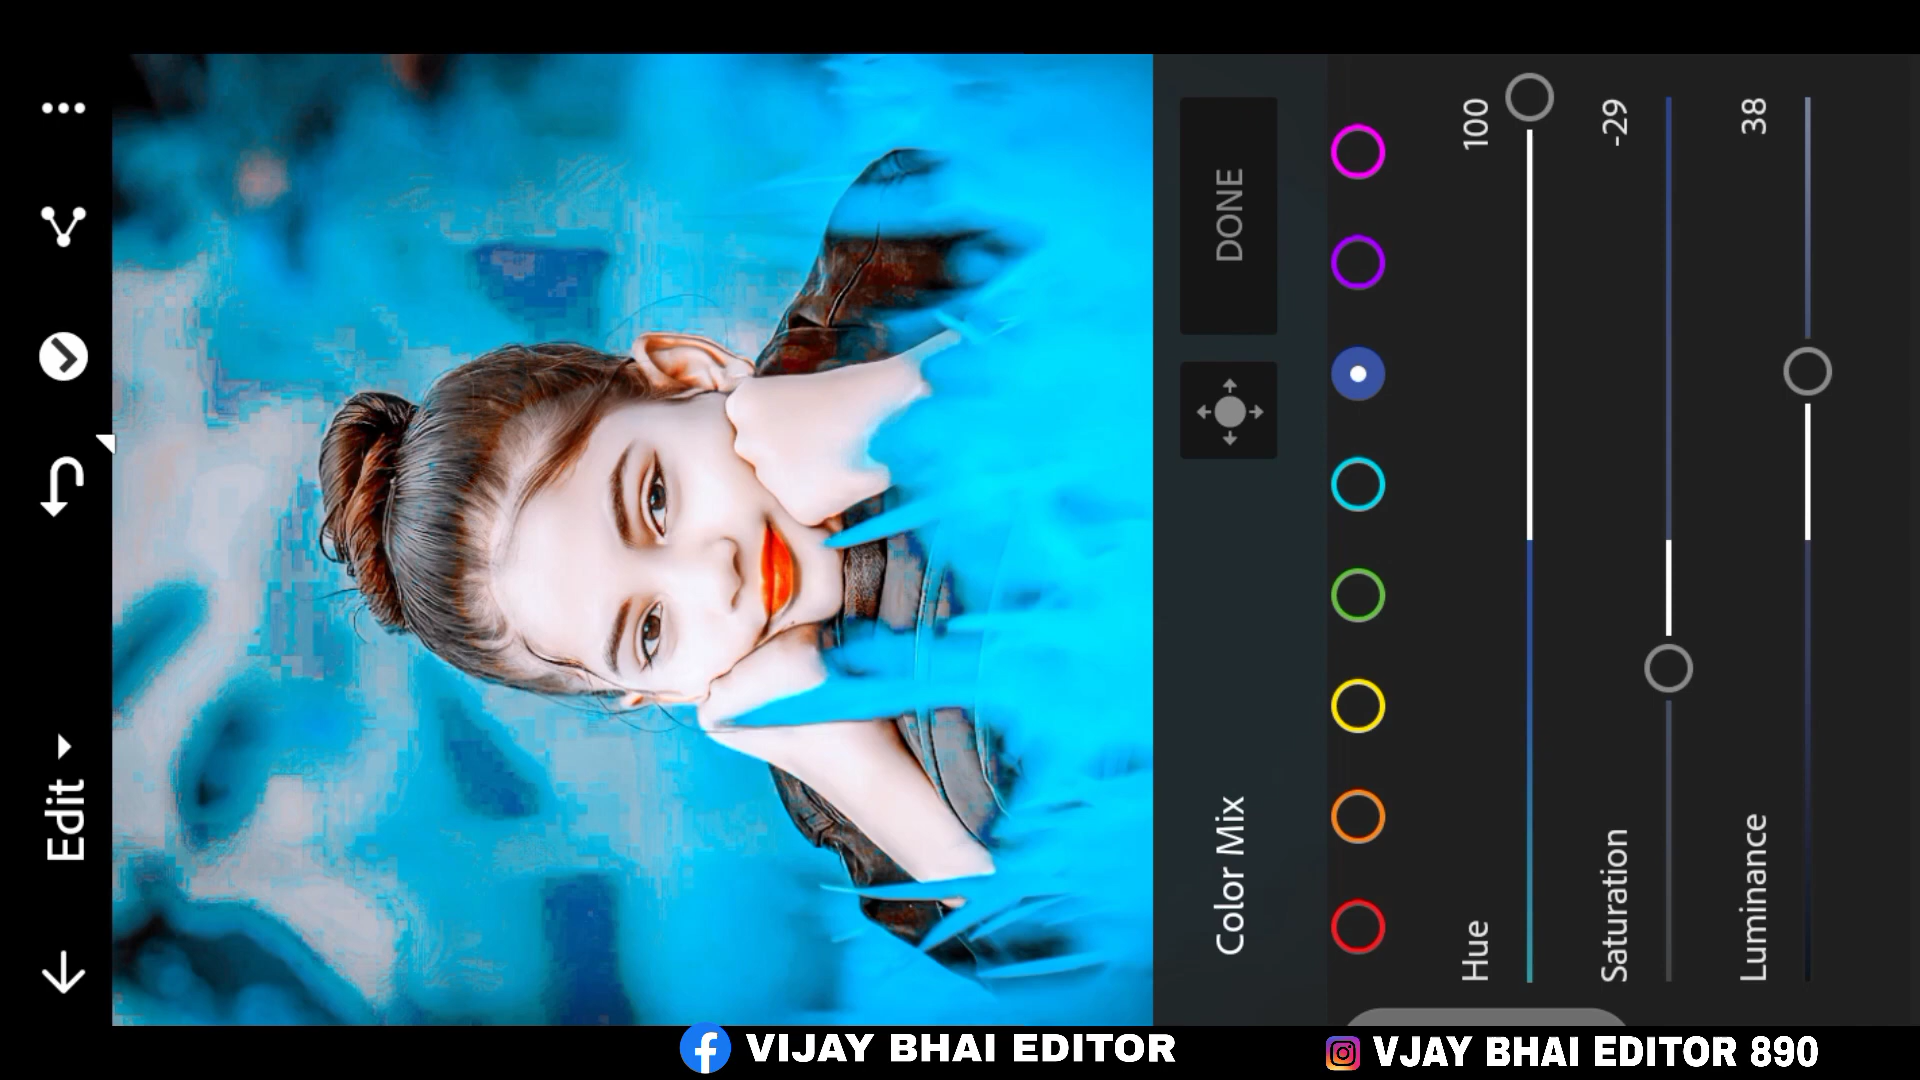 Edit
Color Mix
DONE
Hue
100
Saturation
-29
Luminance
38
VIJAY BHAI EDITOR
VJAY BHAI EDITOR 890